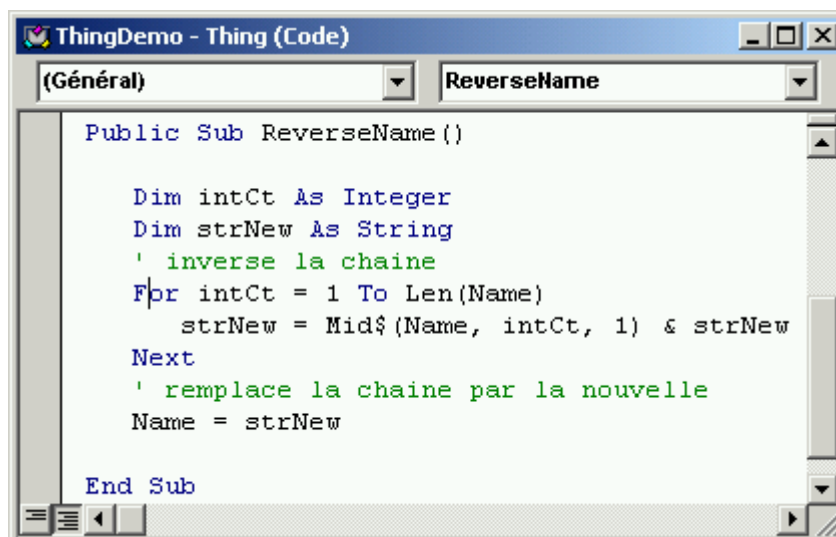 ThingDemo - Thing (Code)
(Général) ReverseName
Public Sub ReverseName()
Dim intCt As Integer
Dim strNew As String
' inverse la chaine
For intCt = 1 To Len(Name)
strNew = Mid$(Name, intCt, 1) & strNew
Next
' remplace la chaine par la nouvelle
Name = strNew
End Sub